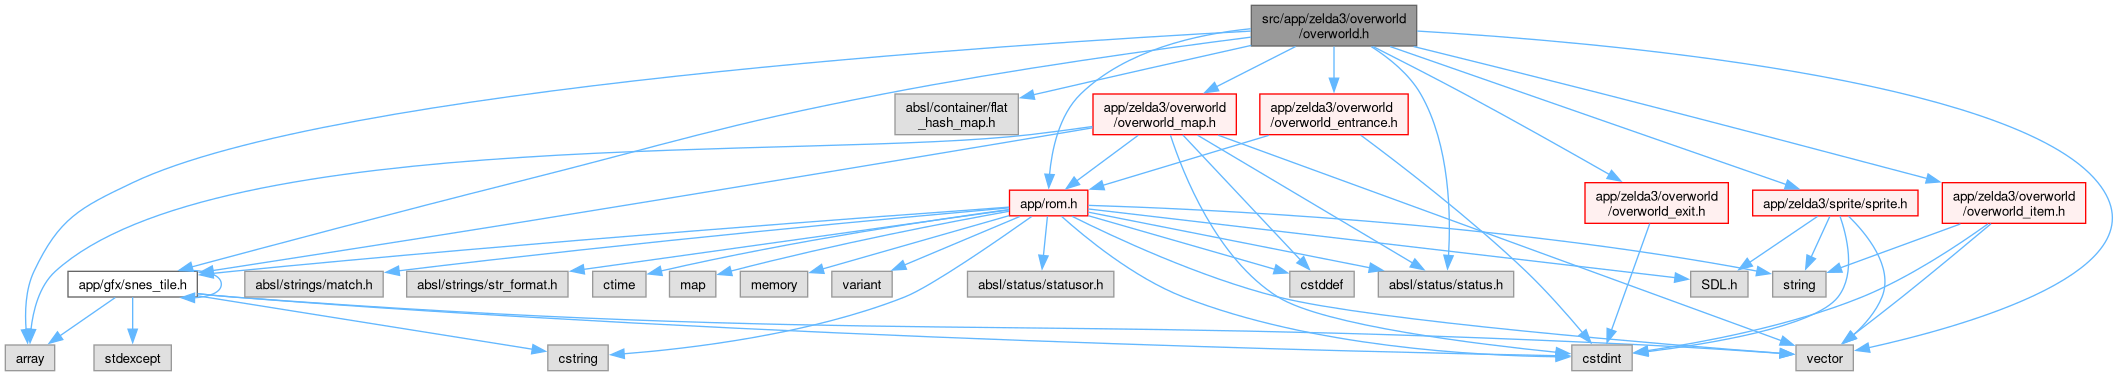 src/app/zelda3/overworld
/overworld.h
absl/container/flat
_hash_map.h
app/zelda3/overworld
/overworld_map.h
app/zelda3/overworld
/overworld_entrance.h
app/rom.h
app/zelda3/overworld
/overworld_exit.h
app/zelda3/sprite/sprite.h
app/zelda3/overworld
/overworld_item.h
app/gfx/snes_tile.h
absl/strings/match.h
absl/strings/str_format.h
ctime
map
memory
variant
absl/status/statusor.h
cstddef
absl/status/status.h
SDL.h
string
array
stdexcept
cstring
cstdint
vector